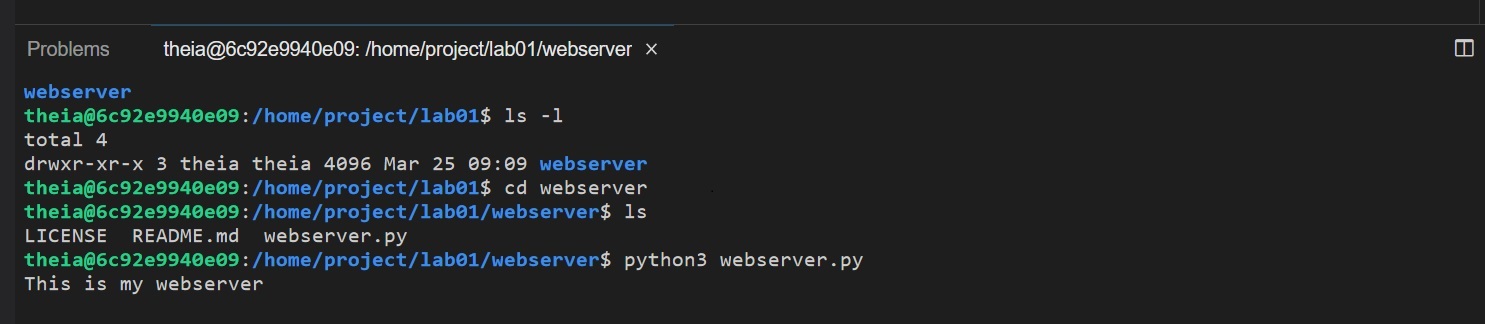 Problems theia@6c92e9940e09: /home/project/lab01/webserver ×
webserver
theia@6c92e9940e09:/home/project/lab01$ ls -l
total 4
drwxr-xr-x 3 theia theia 4096 Mar 25 09:09 webserver
theia@6c92e9940e09:/home/project/lab01$ cd webserver
theia@6c92e9940e09:/home/project/lab01/webserver$ ls
LICENSE  README.md  webserver.py
theia@6c92e9940e09:/home/project/lab01/webserver$ python3 webserver.py
This is my webserver